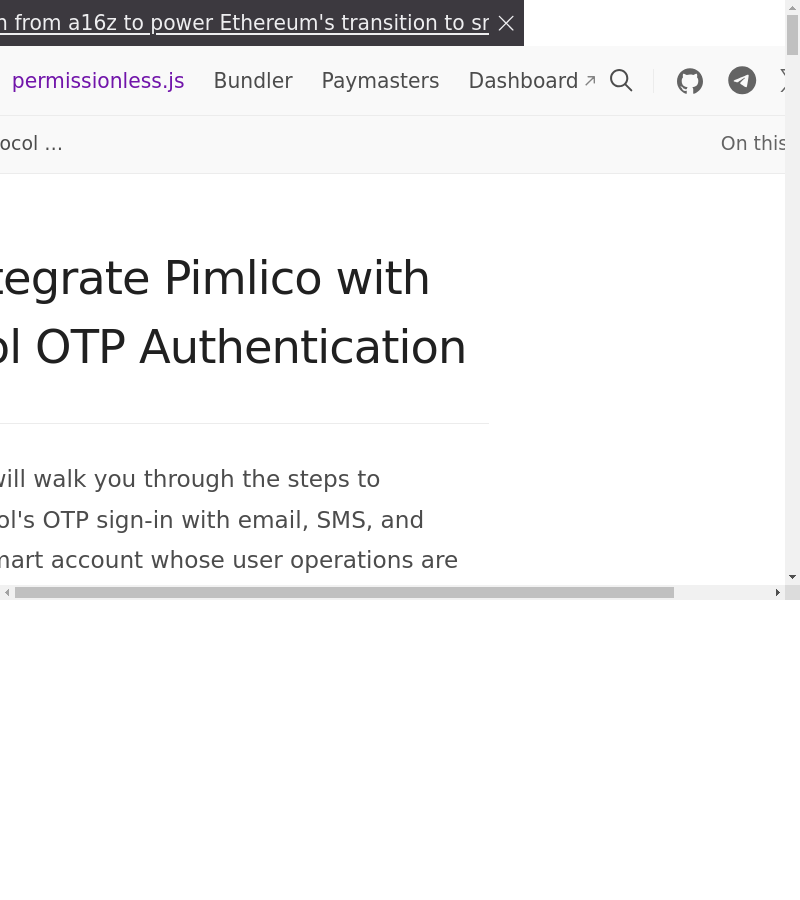 from a16z to power Ethereum's transition to
permissionless.js Bundler Paymasters Dashboard
ocol ... On this
tegrate Pimlico with
ol OTP Authentication
will walk you through the steps to
ol's OTP sign-in with email, SMS, and
mart account whose user operations are